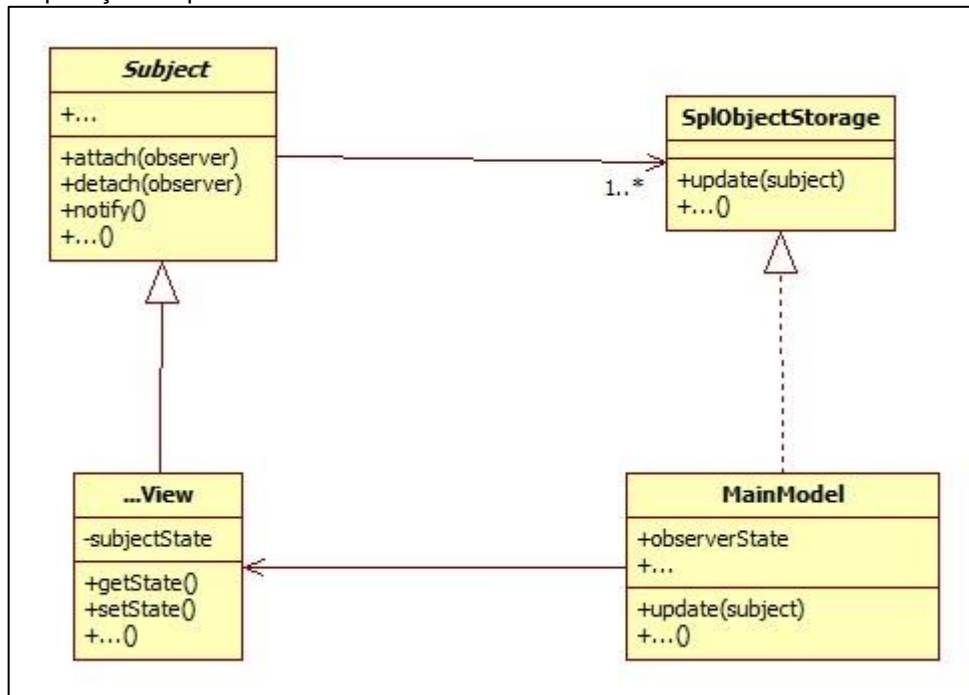 Subject
+...
+attach(observer)
+detach(observer)
+notify()
+...()
1..*
SplObjectStorage
+update(subject)
+...()
...View
-subjectState
+getState()
+setState()
+...()
MainModel
+observerState
+...
+update(subject)
+...()